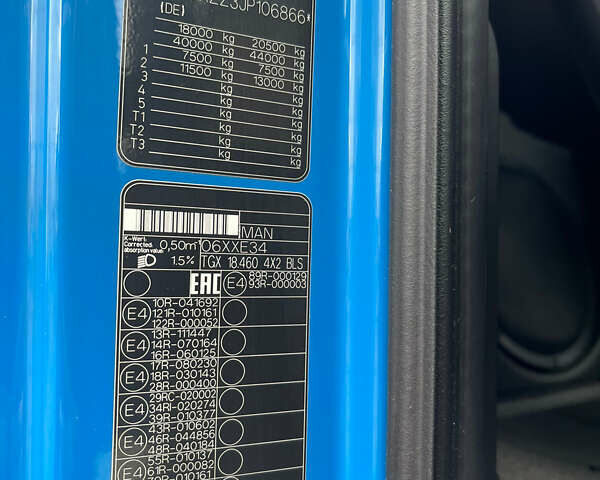 ZZ3JP106866*
(DE)
18000 kg 20500 kg
40000 kg 44000 kg
1 7500 kg 7500 kg
2 11500 kg 13000 kg
3 kg kg
4 kg kg
5 kg kg
T1 kg kg
T2 kg kg
T3 kg kg
MAN
K-Wert:
Corrected absorption value: 0,50m⁻¹ 06XXE34
1.5% TGX 18.460 4X2 BLS
EAC E4 89R-000129
93R-000003
10R-041692
E4 121R-010161
122R-000052
13R-111447
E4 14R-070164
16R-060125
17R-080230
E4 18R-030143
28R-000400
29RC-020002
E4 34RI-020274
39R-010377
43R-010602
E4 46R-044856
48R-040184
55R-010137
E4 61R-000082
79R-010161